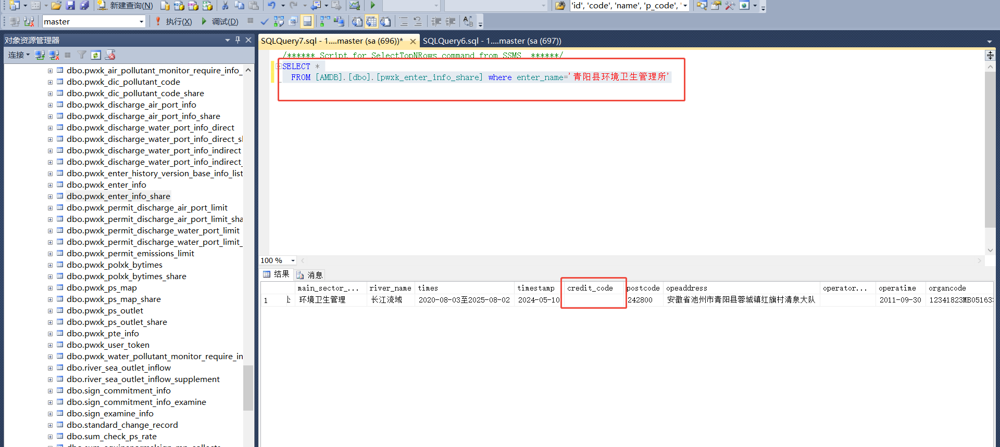 新建查询(N)
'id', 'code', 'name', 'p_code', '
master
执行(X)
调试(D)
对象资源管理器
连接
dbo.pwxk_air_pollutant_monitor_require_info_
dbo.pwxk_dic_pollutant_code
dbo.pwxk_dic_pollutant_code_share
dbo.pwxk_discharge_air_port_info
dbo.pwxk_discharge_air_port_info_share
dbo.pwxk_discharge_water_port_info_direct
dbo.pwxk_discharge_water_port_info_direct_sl
dbo.pwxk_discharge_water_port_info_indirect
dbo.pwxk_discharge_water_port_info_indirect_
dbo.pwxk_enter_history_version_base_info_list
dbo.pwxk_enter_info
dbo.pwxk_enter_info_share
dbo.pwxk_permit_discharge_air_port_limit
dbo.pwxk_permit_discharge_air_port_limit_sha
dbo.pwxk_permit_discharge_water_port_limit
dbo.pwxk_permit_discharge_water_port_limit_
dbo.pwxk_permit_emissions_limit
dbo.pwxk_polxk_bytimes
dbo.pwxk_polxk_bytimes_share
dbo.pwxk_ps_map
dbo.pwxk_ps_map_share
dbo.pwxk_ps_outlet
dbo.pwxk_ps_outlet_share
dbo.pwxk_pte_info
dbo.pwxk_user_token
dbo.pwxk_water_pollutant_monitor_require_in
dbo.river_sea_outlet_inflow
dbo.river_sea_outlet_inflow_supplement
dbo.sign_commitment_info
dbo.sign_commitment_info_examine
dbo.sign_examine_info
dbo.standard_change_record
dbo.sum_check_ps_rate
SQLQuery7.sql - 1....master (sa (696))* SQLQuery6.sql - 1....master (sa (697))
/****** Script for SelectTopNRows command from SSMS ******/
SELECT *
FROM [AMDB].[dbo].[pwxk_enter_info_share] where enter_name='青阳县环境卫生管理所'
100 %
结果 消息
main_sector_... river_name times timestamp credit_code postcode opeaddress operator... operatime organcode
1 环境卫生管理 长江流域 2020-08-03至2025-08-02 2024-05-10 242800 安徽省池州市青阳县蓉城镇红旗村清泉大队 2011-09-30 12341823MB05163